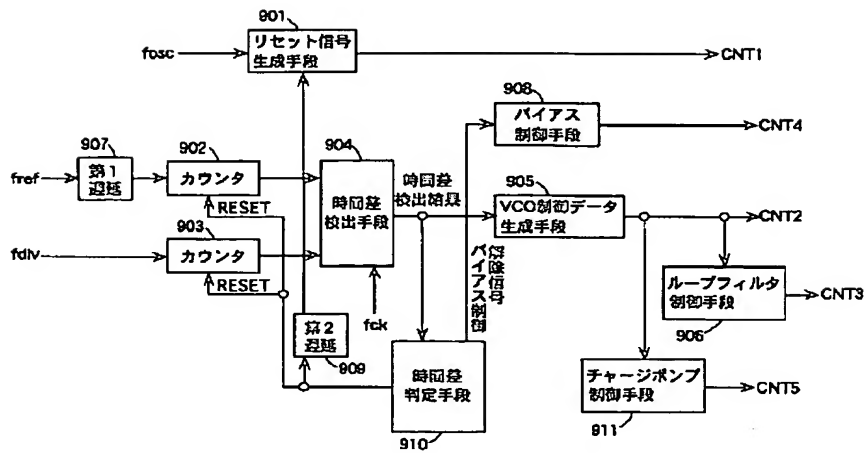 901
fosc
リセット信号
生成手段
CNT1
908
バイアス
制御手段
CNT4
907
fref
第1
遅延
902
カウンタ
RESET
904
時間差
検出手段
時間差
検出結果
905
VCO制御データ
生成手段
CNT2
903
fdiv
カウンタ
RESET
fck
バイアス制御
ループフィルタ
制御手段
CNT3
906
第2
遅延
909
時間差
判定手段
910
チャージポンプ
制御手段
CNT5
911